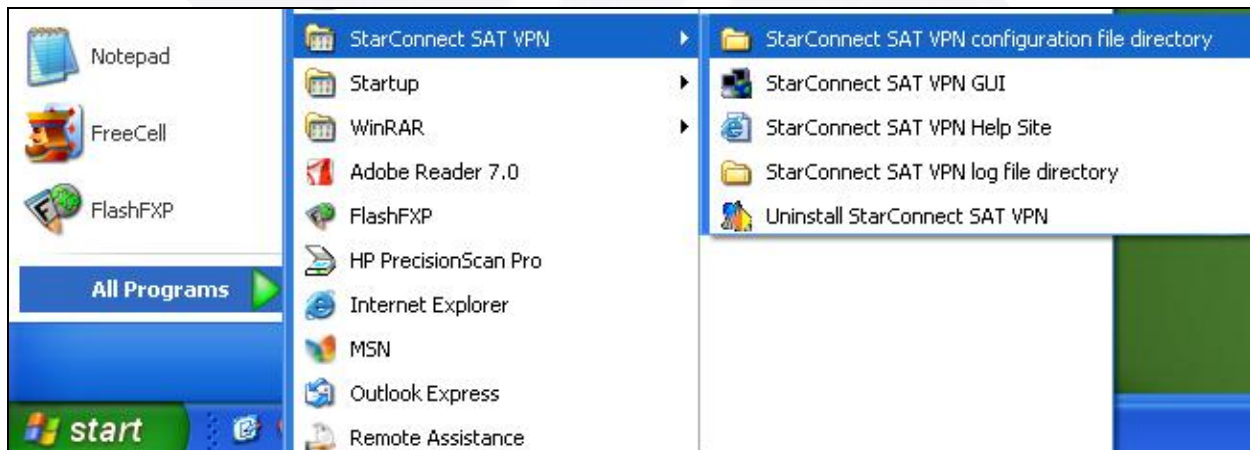 Notepad
FreeCell
FlashFXP
All Programs
start
StarConnect SAT VPN
Startup
WinRAR
Adobe Reader 7.0
FlashFXP
HP PrecisionScan Pro
Internet Explorer
MSN
Outlook Express
Remote Assistance
StarConnect SAT VPN configuration file directory
StarConnect SAT VPN GUI
StarConnect SAT VPN Help Site
StarConnect SAT VPN log file directory
Uninstall StarConnect SAT VPN